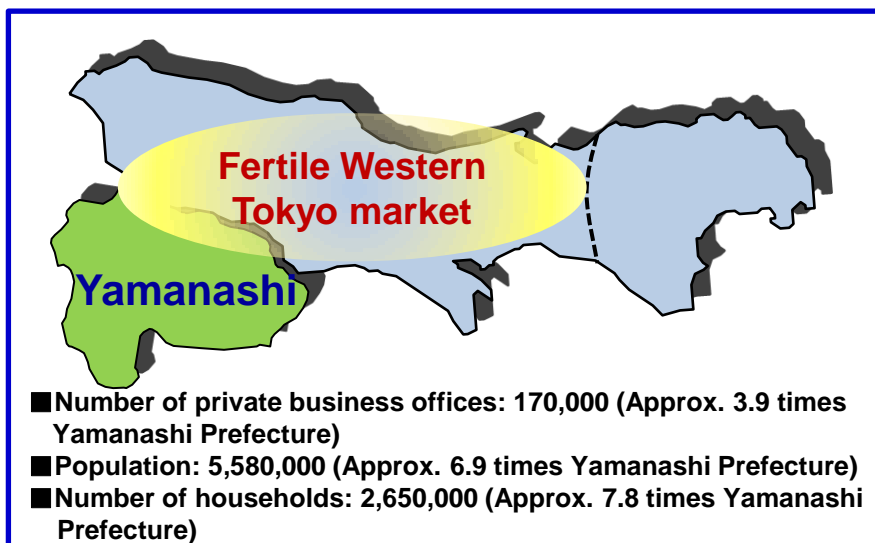 Fertile Western
Tokyo market
Yamanashi
■Number of private business offices: 170,000 (Approx. 3.9 times
Yamanashi Prefecture)
■Population: 5,580,000 (Approx. 6.9 times Yamanashi Prefecture)
■Number of households: 2,650,000 (Approx. 7.8 times Yamanashi
Prefecture)